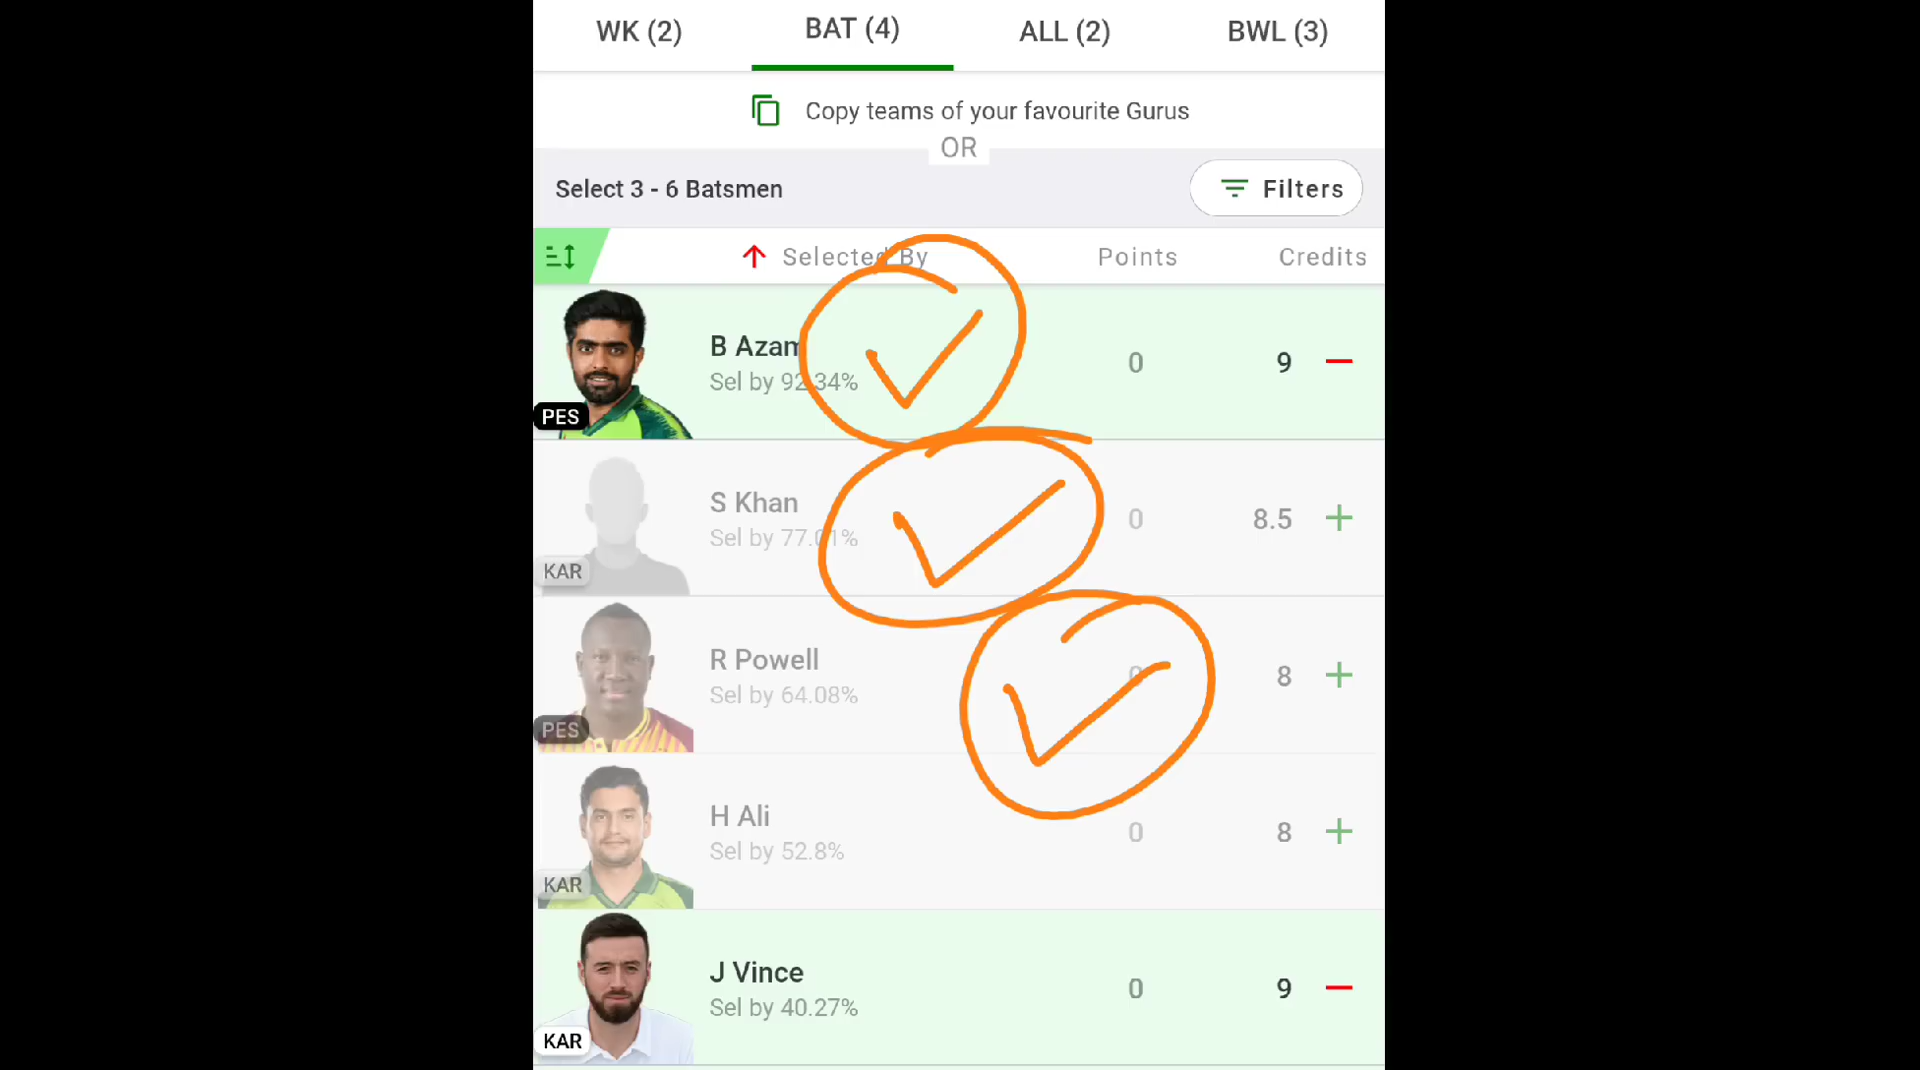 WK (2) BAT (4) ALL (2) BWL (3)
Copy teams of your favourite Gurus
OR
Select 3 - 6 Batsmen Filters
Selected By Points Credits
B Azam 0 9
Sel by 92.34%
PES
S Khan 0 8.5
Sel by 77.01%
KAR
R Powell 0 8
Sel by 64.08%
PES
H Ali 0 8
Sel by 52.8%
KAR
J Vince 0 9
Sel by 40.27%
KAR